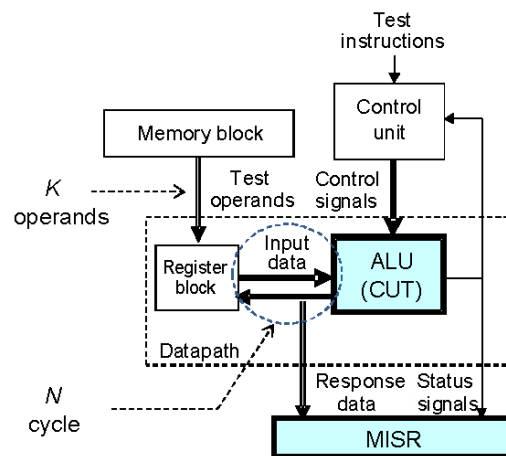 Test
instructions
Control
unit
Memory block
K
operands
Test
operands
Control
signals
Input
data
Register
block
ALU
(CUT)
Datapath
N
cycle
Response
data
Status
signals
MISR